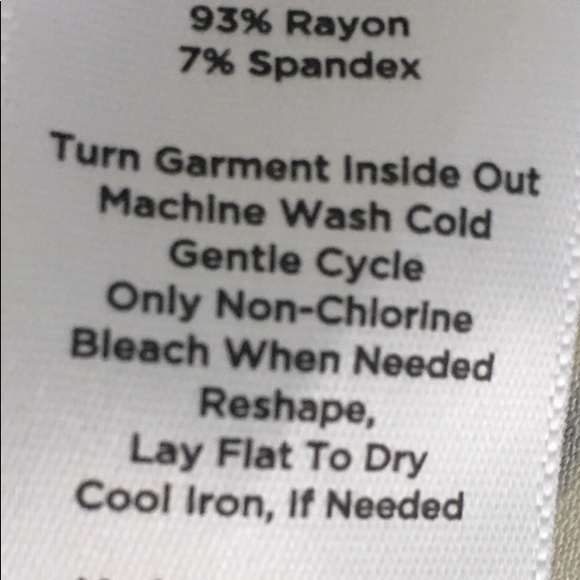 93% Rayon
7% Spandex
Turn Garment Inside Out
Machine Wash Cold
Gentle Cycle
Only Non-Chlorine
Bleach When Needed
Reshape,
Lay Flat To Dry
Cool Iron, If Needed